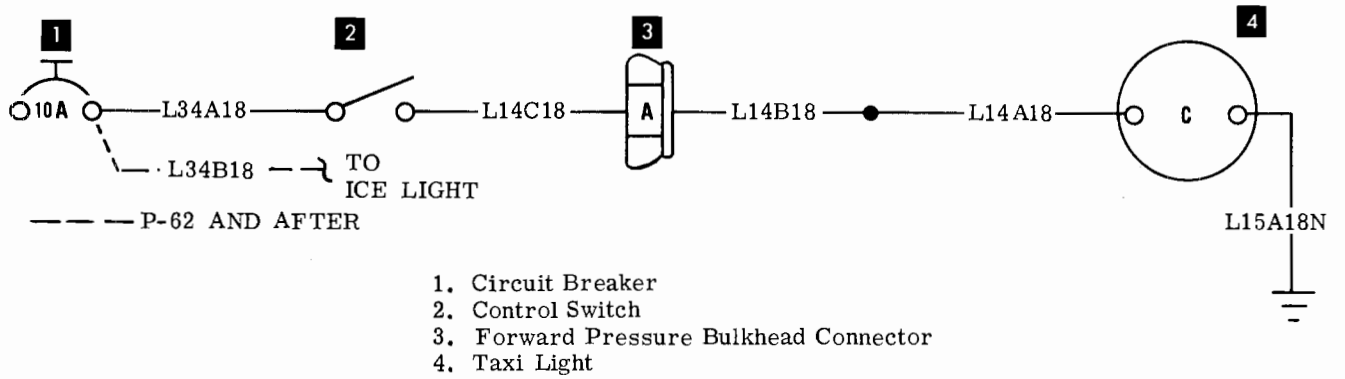 1 2 3 4
10A L34A18 L14C18 A L14B18 L14A18 C
L34B18 TO
ICE LIGHT
P-62 AND AFTER
L15A18N
1. Circuit Breaker
2. Control Switch
3. Forward Pressure Bulkhead Connector
4. Taxi Light